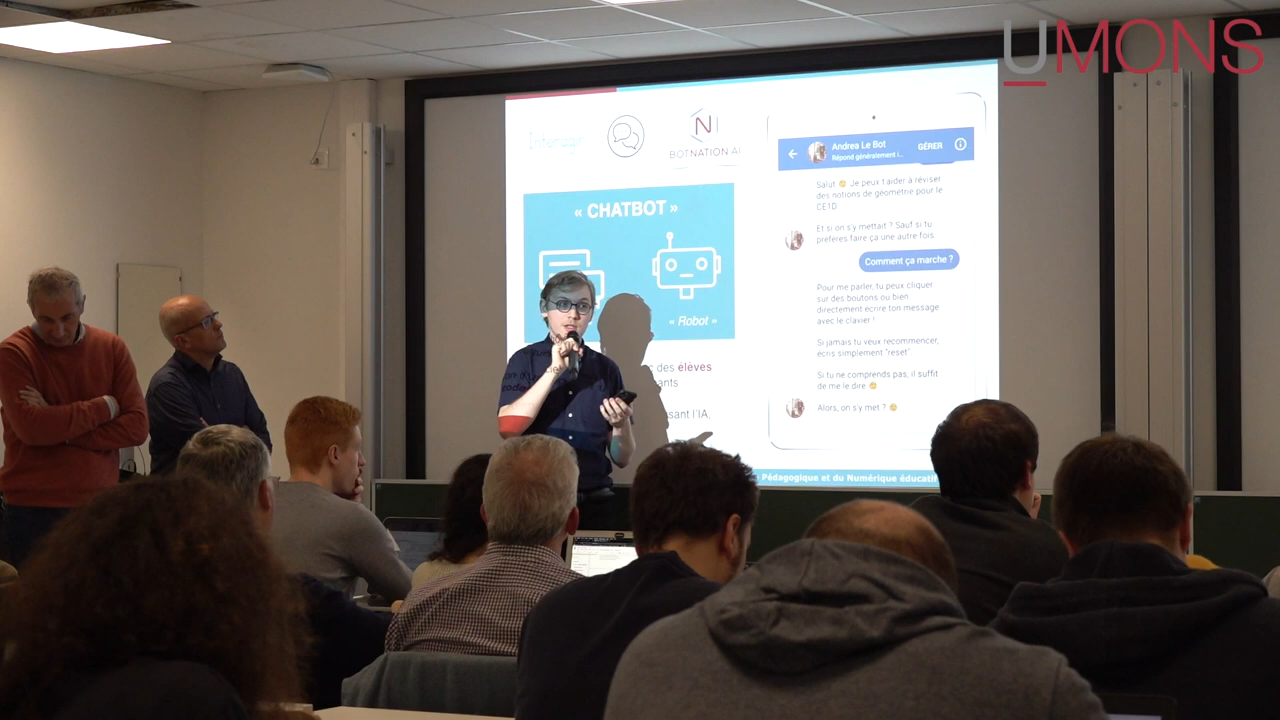 UMONS
BOTNATION.AI
« CHATBOT »
« Robot »
des élèves
sant l'IA,
Andrea Le Bot
Répond généralement i...
GÉRER
Salut 😊 Je peux t'aider à réviser
des notions de géométrie pour le
CE1D
Et si on s'y mettait ? Sauf si tu
préfères faire ça une autre fois
Comment ça marche ?
Pour me parler, tu peux cliquer
sur des boutons ou bien
directement écrire ton message
avec le clavier !
Si jamais tu veux recommencer,
écris simplement "reset"
Si tu ne comprends pas, il suffit
de me le dire 😊
Alors, on s'y met ? 😊
Pédagogique et du Numérique éducatif